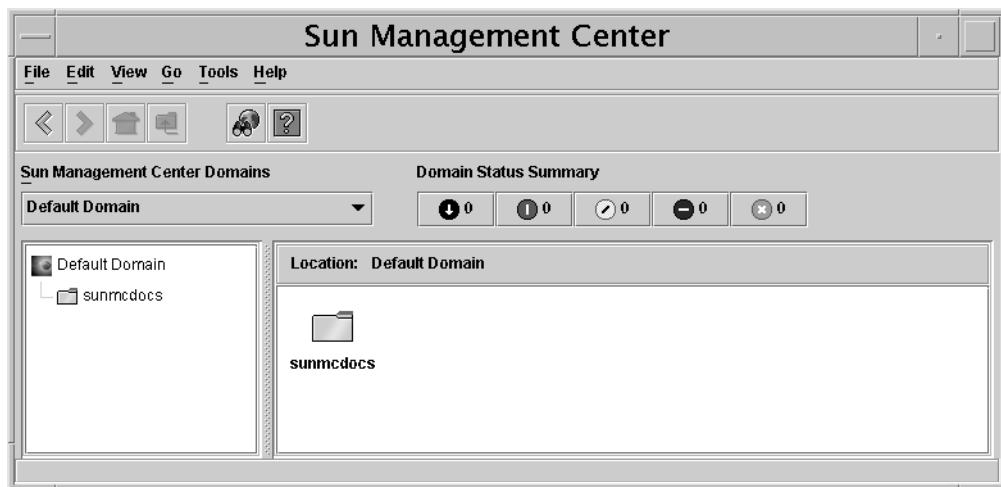 Sun Management Center
File Edit View Go Tools Help
Sun Management Center Domains
Domain Status Summary
Default Domain
0 0 0 0 0
Default Domain
sunmcdocs
Location: Default Domain
sunmcdocs